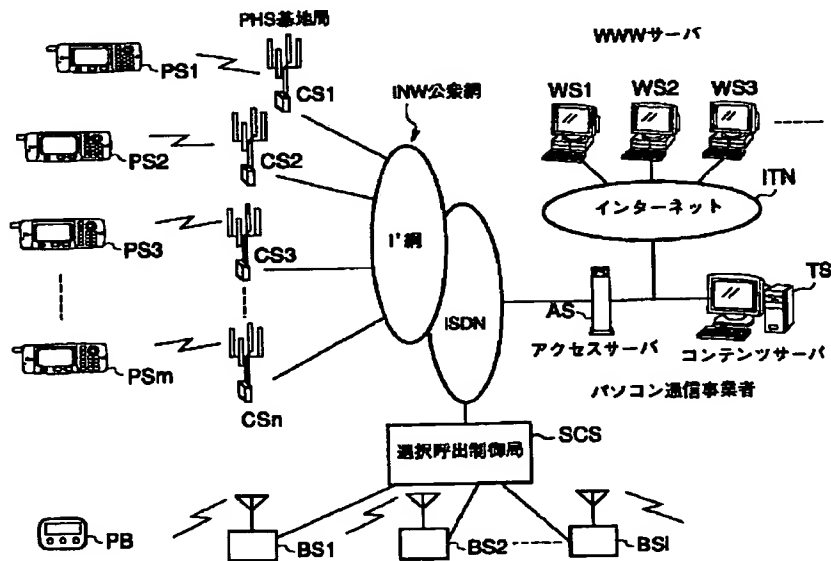 PHS基地局
WWWサーバ
PS1
CS1
INW公衆網
WS1 WS2 WS3
PS2
CS2
ITN
インターネット
PS3
CS3
I'網
ISDN
AS
TS
アクセスサーバ
コンテンツサーバ
PSm
CSn
パソコン通信事業者
選択呼出制御局
SCS
PB
BS1
BS2
BSl